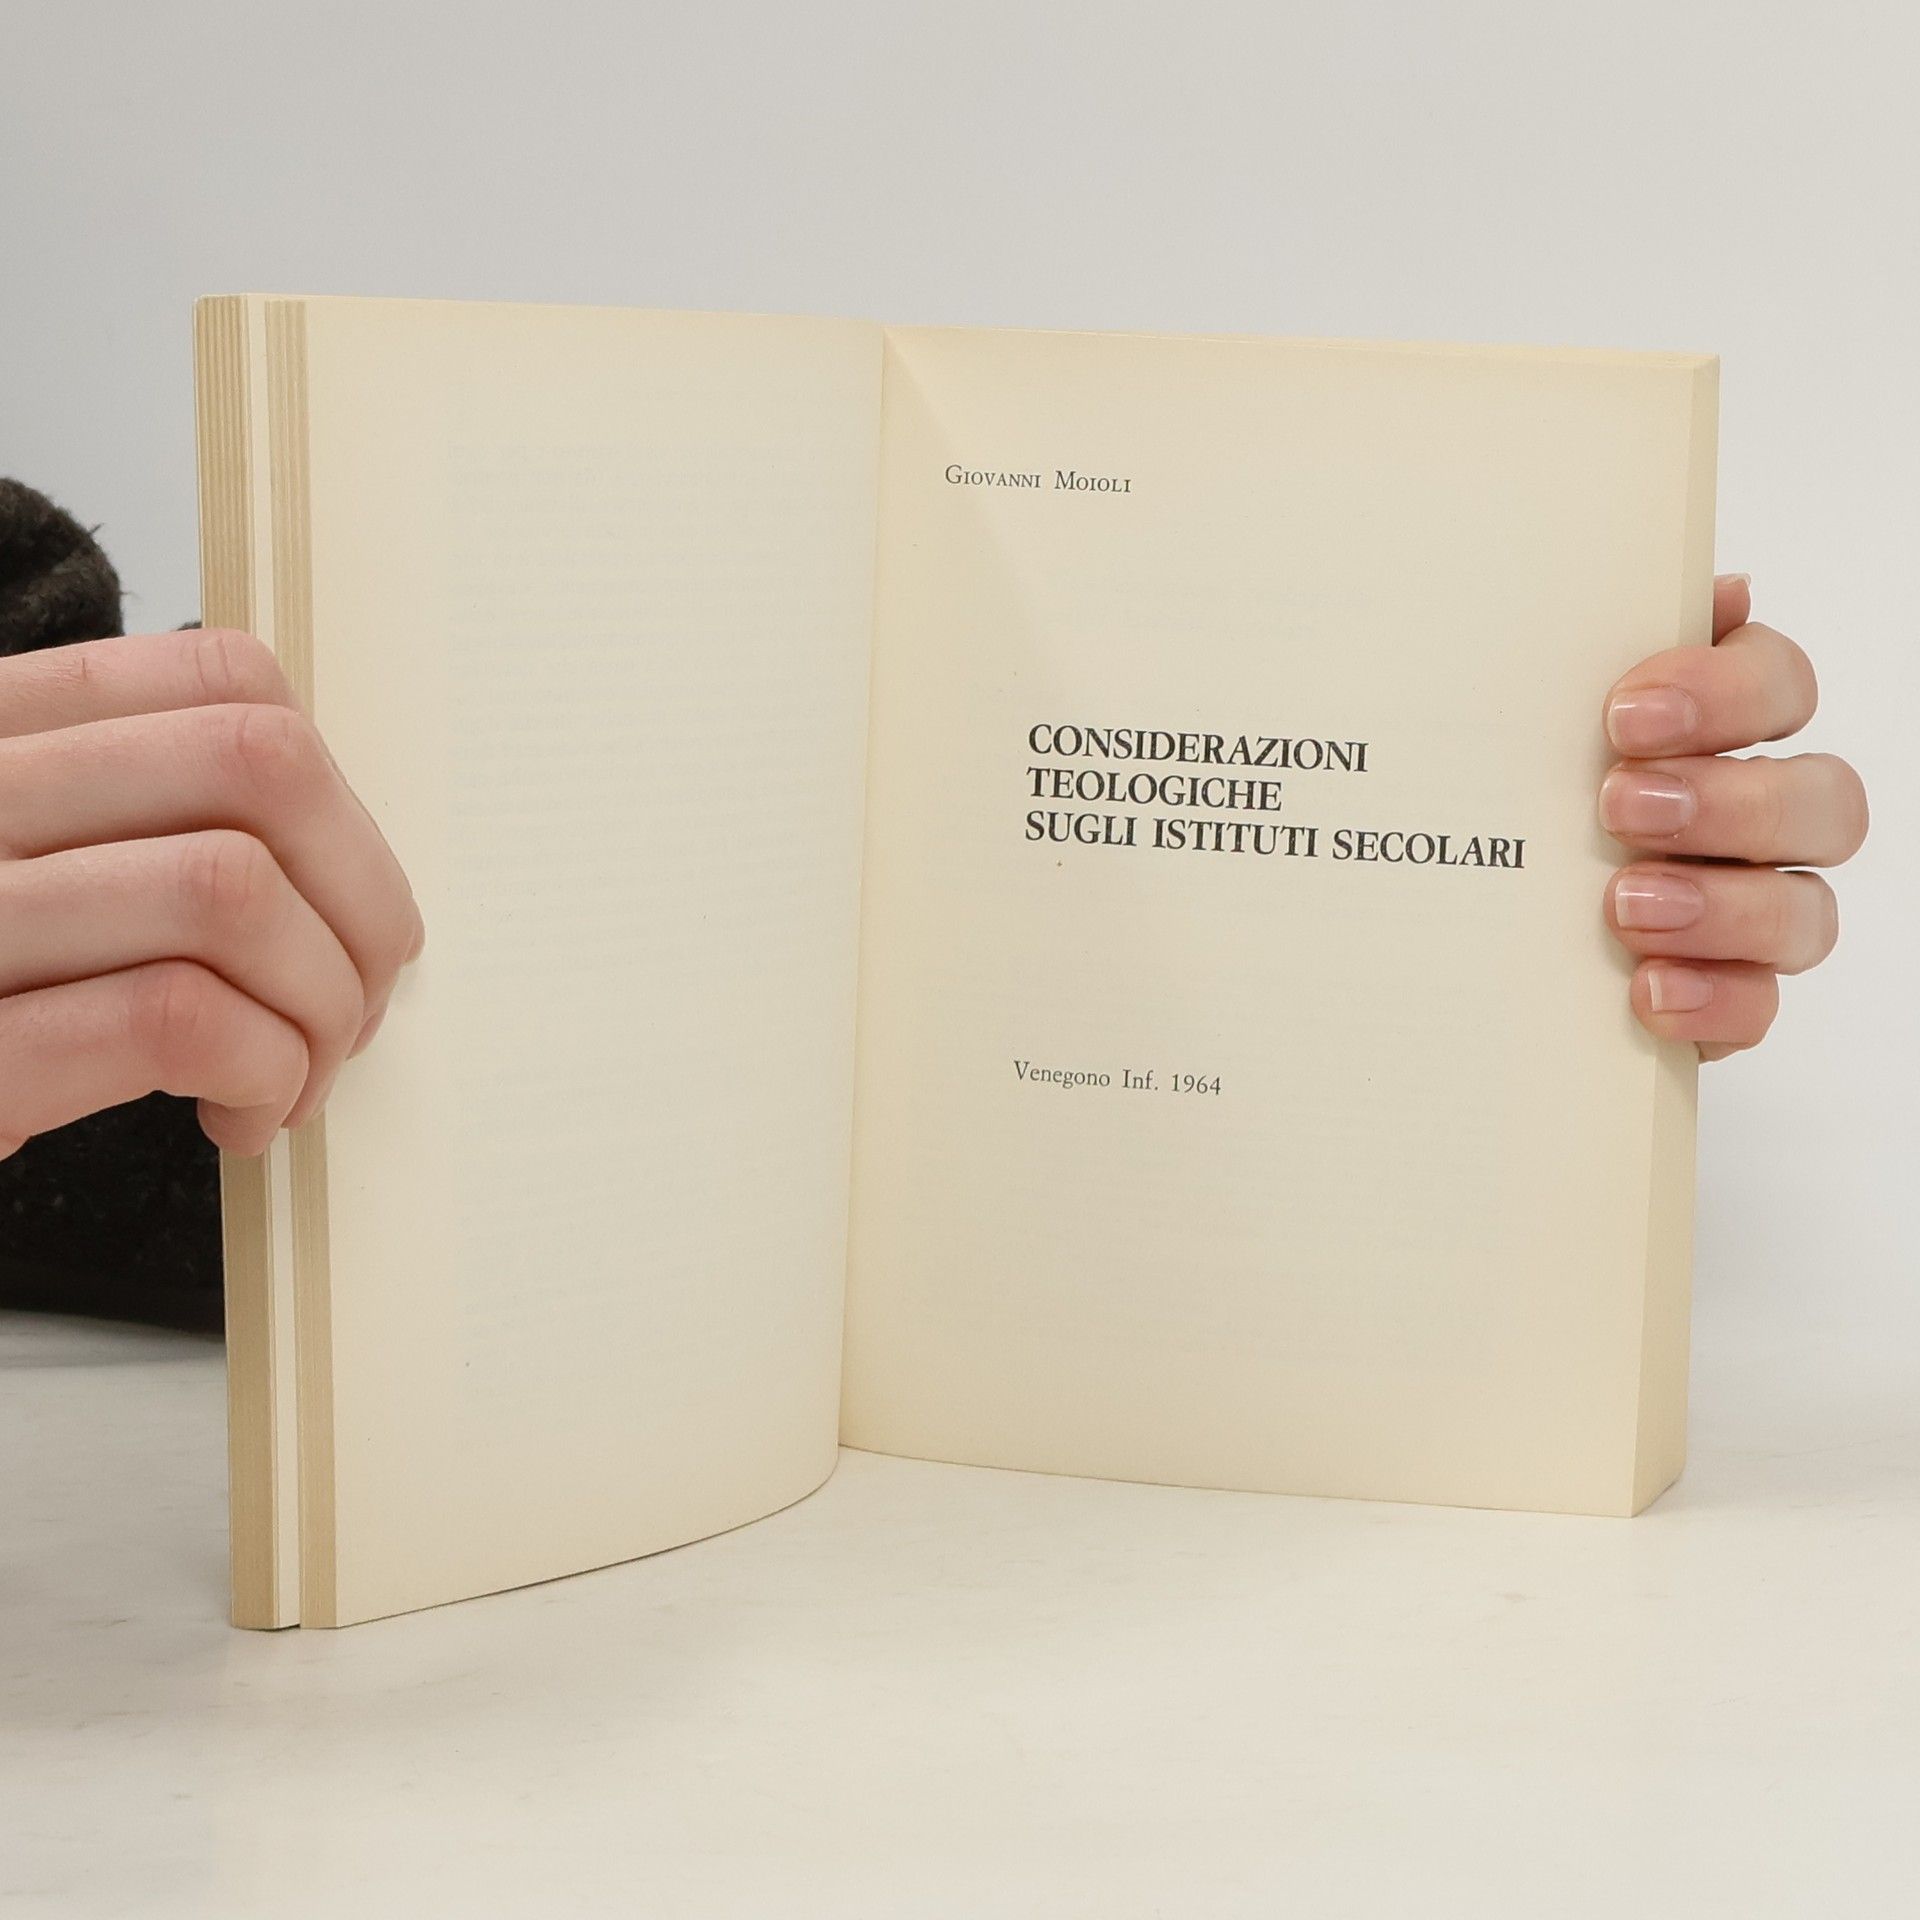 Giovanni Moioli
CONSIDERAZIONI
TEOLOGICHE
SUGLI ISTITUTI SECOLARI
Venegono Inf. 1964